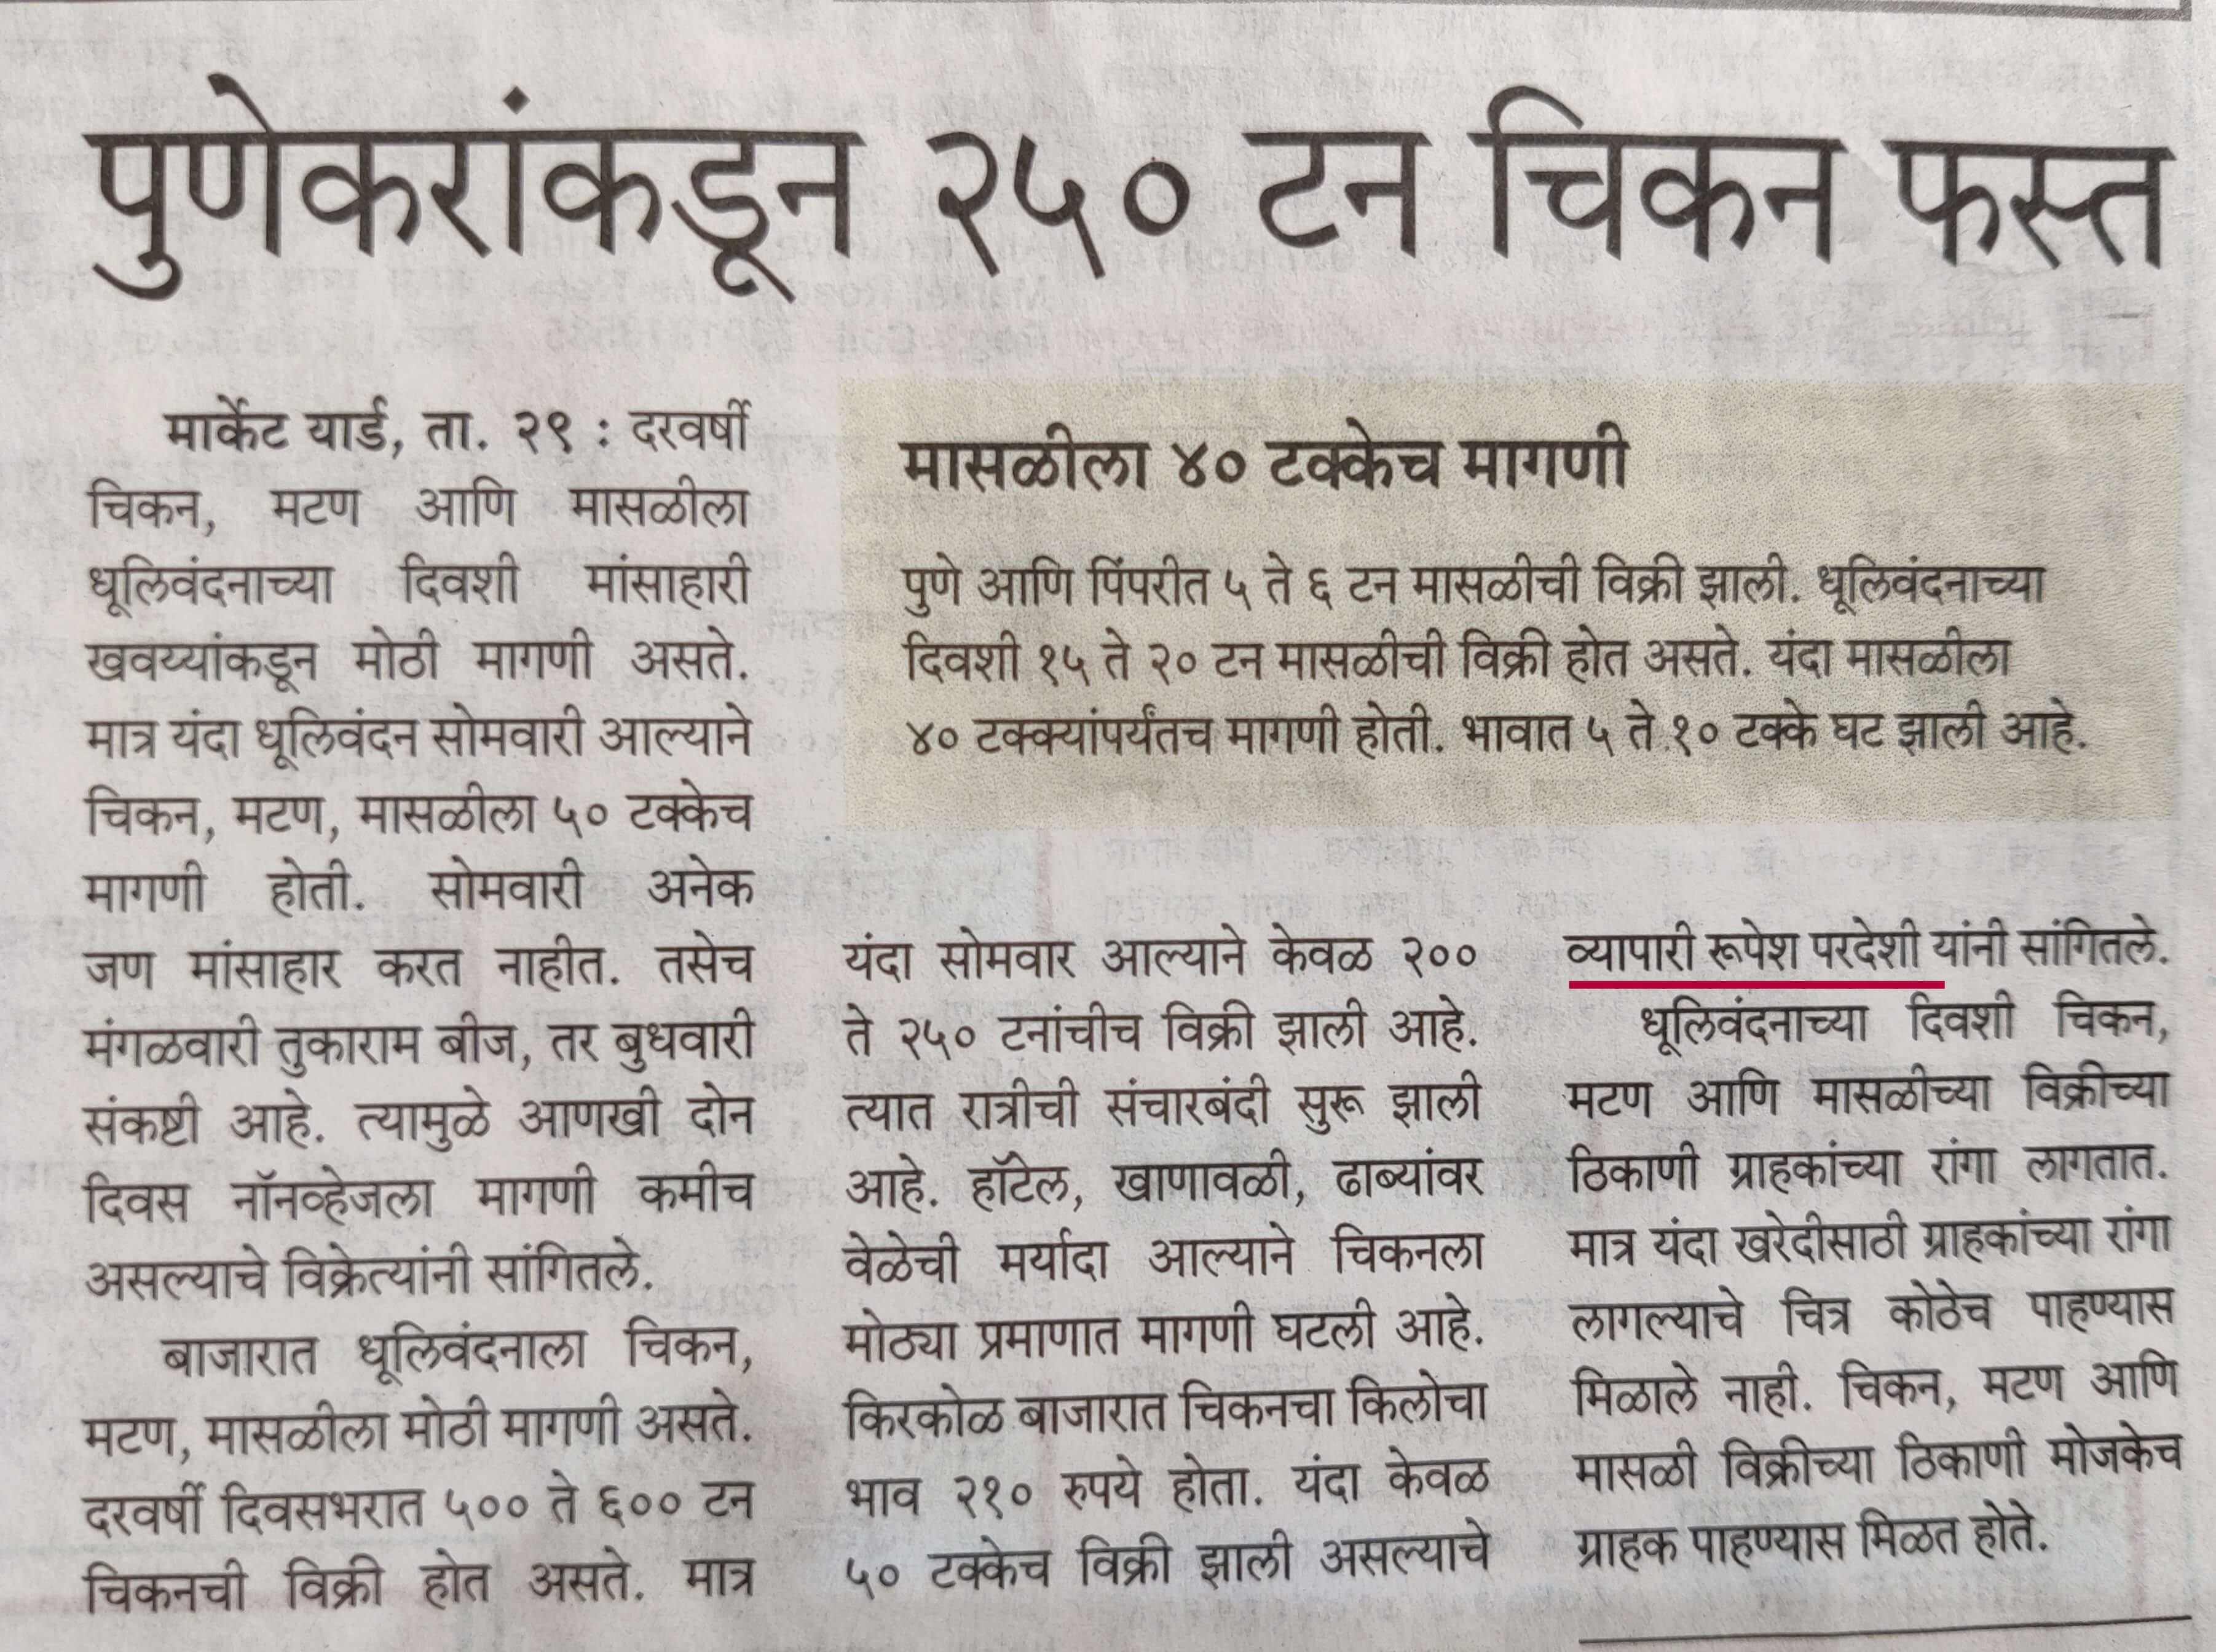 पुणेकरांकडून २५० टन चिकन फस्त
मार्केट यार्ड, ता. २९ : दरवर्षी
चिकन, मटण आणि मासळीला
धूलिवंदनाच्या दिवशी मांसाहारी
खवय्यांकडून मोठी मागणी असते.
मात्र यंदा धूलिवंदन सोमवारी आल्याने
चिकन, मटण, मासळीला ५० टक्केच
मागणी होती. सोमवारी अनेक
जण मांसाहार करत नाहीत. तसेच
मंगळवारी तुकाराम बीज, तर बुधवारी
संकष्टी आहे. त्यामुळे आणखी दोन
दिवस नॉनव्हेजला मागणी कमीच
असल्याचे विक्रेत्यांनी सांगितले.
बाजारात धूलिवंदनाला चिकन,
मटण, मासळीला मोठी मागणी असते.
दरवर्षी दिवसभरात ५०० ते ६०० टन
चिकनची विक्री होत असते. मात्र
मासळीला ४० टक्केच मागणी
पुणे आणि पिंपरीत ५ ते ६ टन मासळीची विक्री झाली. धूलिवंदनाच्या
दिवशी १५ ते २० टन मासळीची विक्री होत असते. यंदा मासळीला
४० टक्क्यांपर्यंतच मागणी होती. भावात ५ ते १० टक्के घट झाली आहे.
यंदा सोमवार आल्याने केवळ २००
ते २५० टनांचीच विक्री झाली आहे.
त्यात रात्रीची संचारबंदी सुरू झाली
आहे. हॉटेल, खाणावळी, ढाब्यांवर
वेळेची मर्यादा आल्याने चिकनला
मोठ्या प्रमाणात मागणी घटली आहे.
किरकोळ बाजारात चिकनचा किलोचा
भाव २१० रुपये होता. यंदा केवळ
५० टक्केच विक्री झाली असल्याचे
व्यापारी रूपेश परदेशी यांनी सांगितले.
धूलिवंदनाच्या दिवशी चिकन,
मटण आणि मासळीच्या विक्रीच्या
ठिकाणी ग्राहकांच्या रांगा लागतात.
मात्र यंदा खरेदीसाठी ग्राहकांच्या रांगा
लागल्याचे चित्र कोठेच पाहण्यास
मिळाले नाही. चिकन, मटण आणि
मासळी विक्रीच्या ठिकाणी मोजकेच
ग्राहक पाहण्यास मिळत होते.